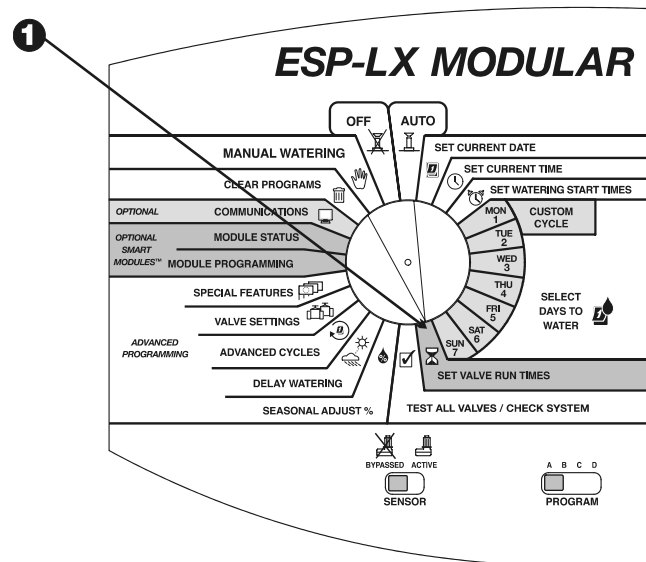 1
ESP-LX MODULAR
OFF
AUTO
MANUAL WATERING
CLEAR PROGRAMS
OPTIONAL
COMMUNICATIONS
OPTIONAL
SMART
MODULES™
MODULE STATUS
MODULE PROGRAMMING
SPECIAL FEATURES
VALVE SETTINGS
ADVANCED
PROGRAMMING
ADVANCED CYCLES
DELAY WATERING
SEASONAL ADJUST %
SET CURRENT DATE
SET CURRENT TIME
SET WATERING START TIMES
MON
1
TUE
2
WED
3
THU
4
FRI
5
SAT
6
SUN
7
CUSTOM
CYCLE
SELECT
DAYS TO
WATER
SET VALVE RUN TIMES
TEST ALL VALVES / CHECK SYSTEM
BYPASSED ACTIVE
SENSOR
A B C D
PROGRAM